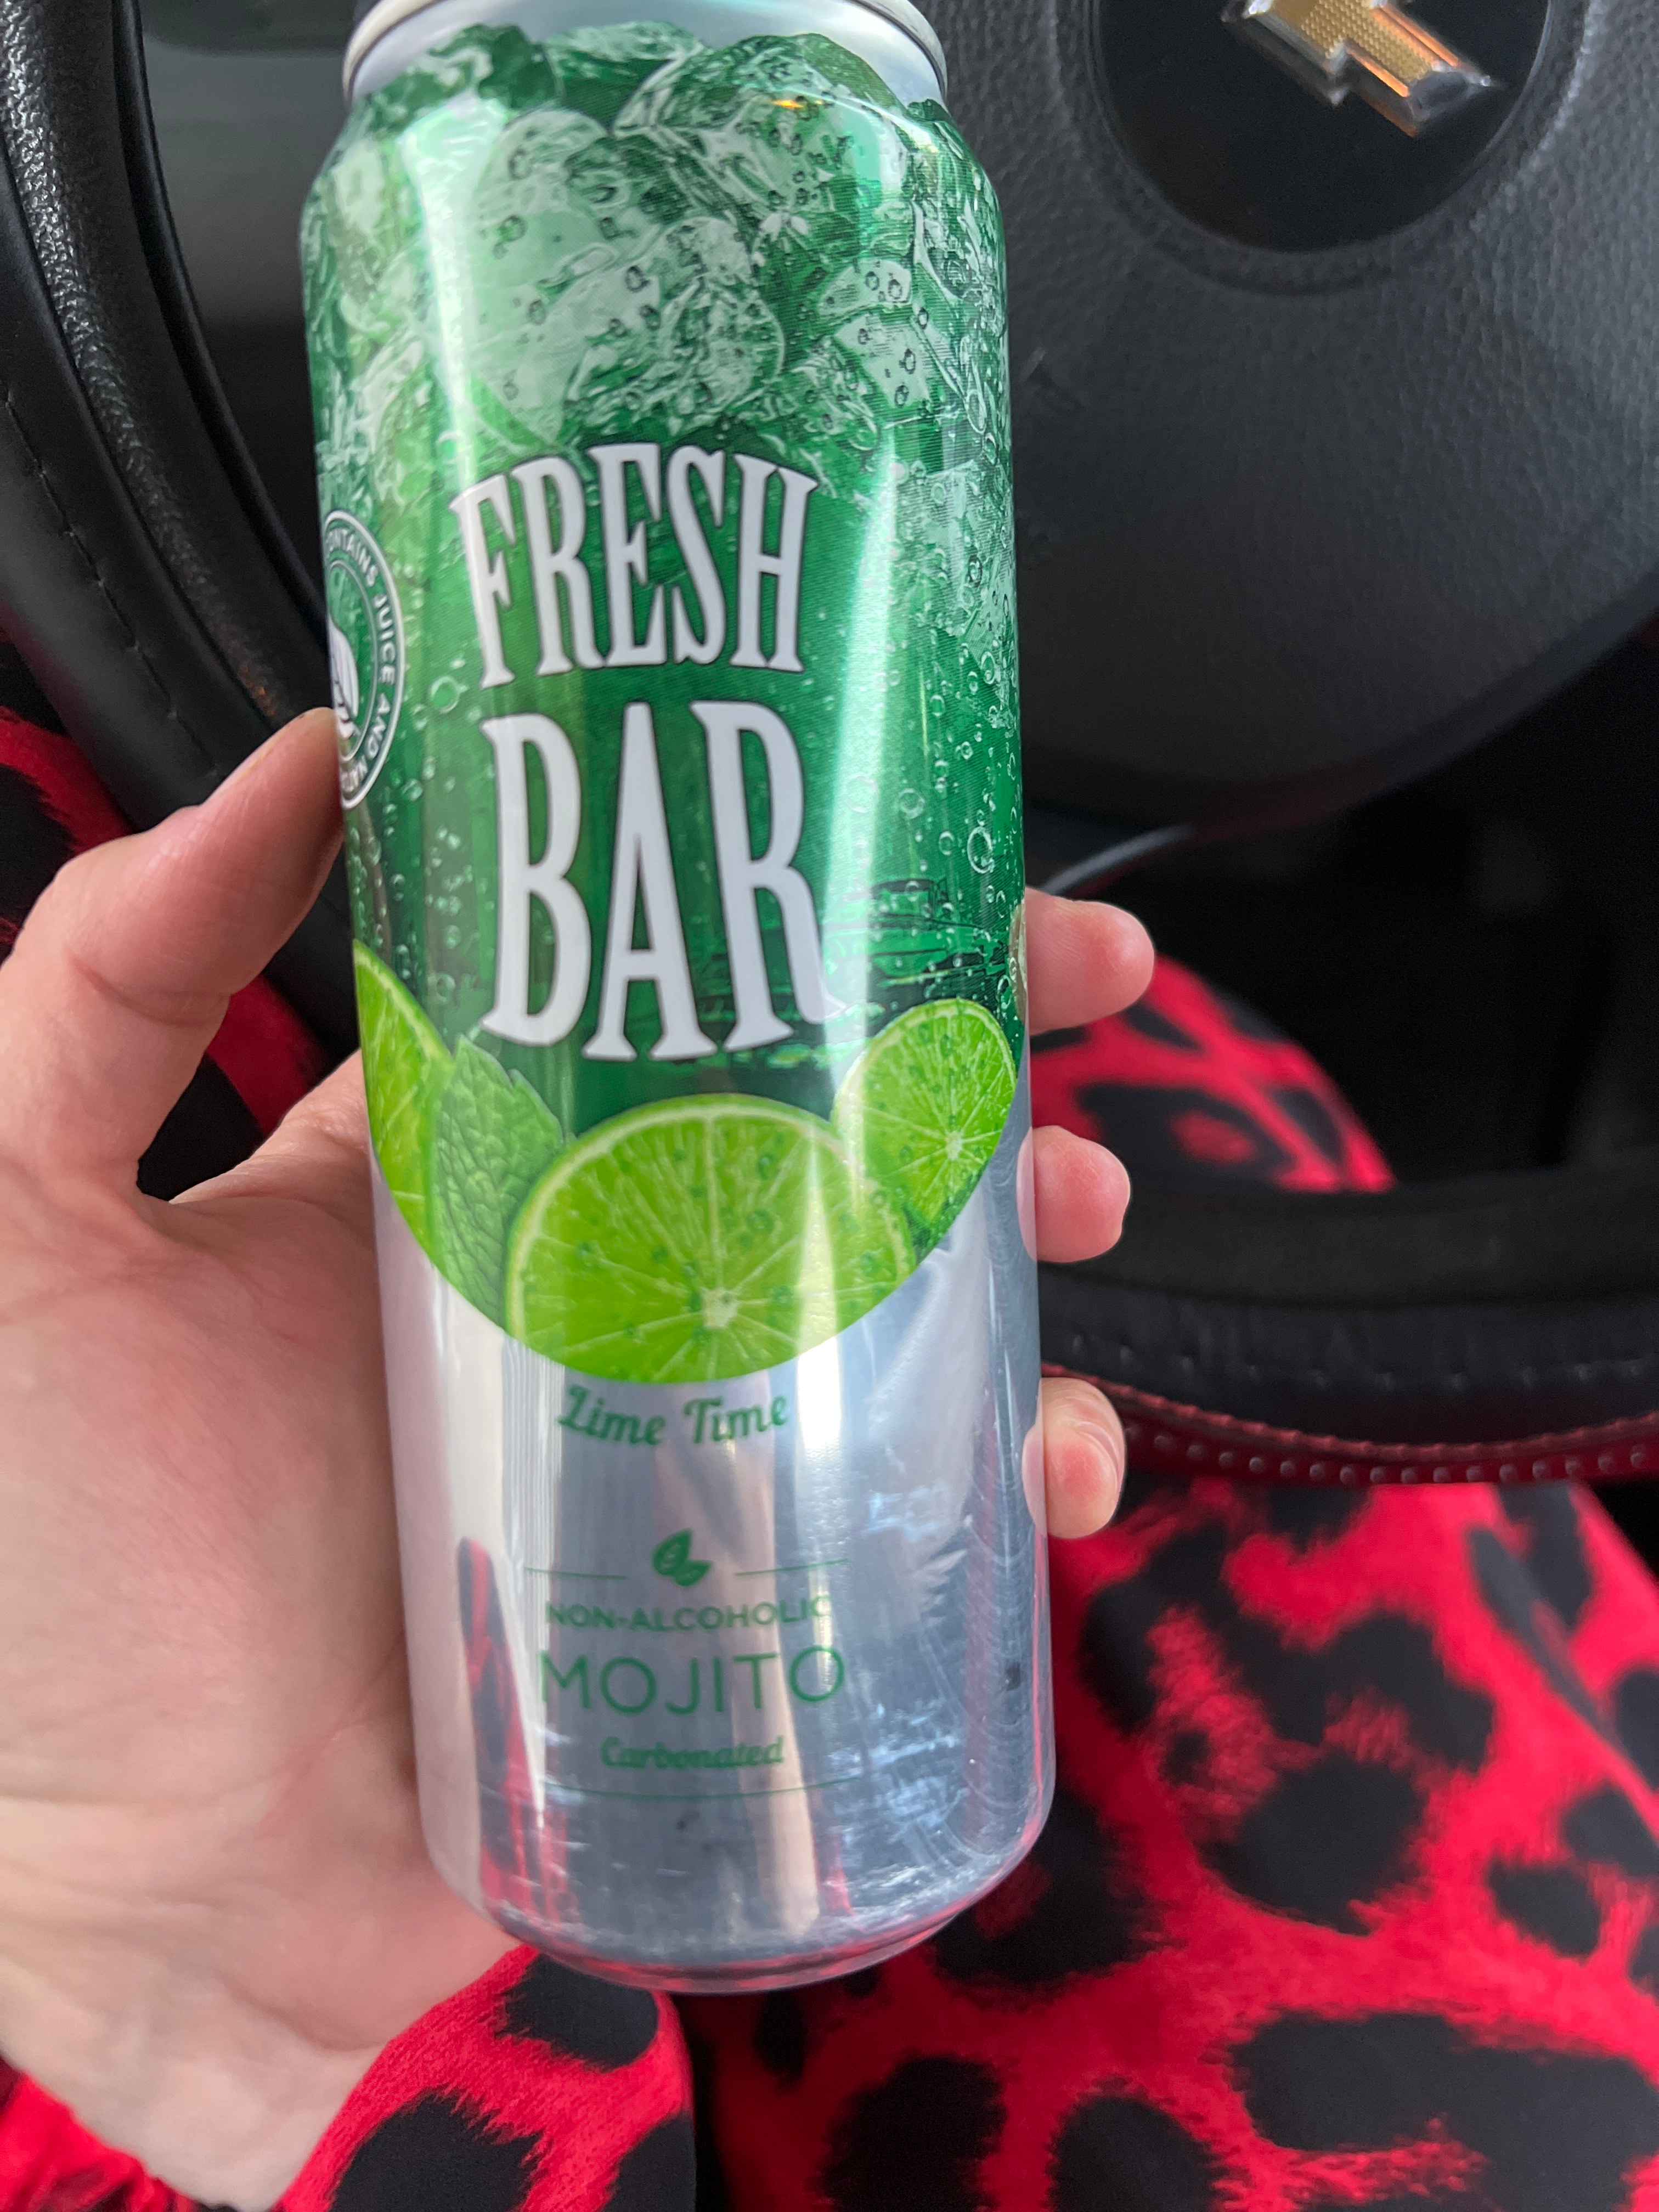 FRESH
BAR
CONTAINS JUICE AND
Lime Time
NON-ALCOHOLIC
MOJITO
Carbonated